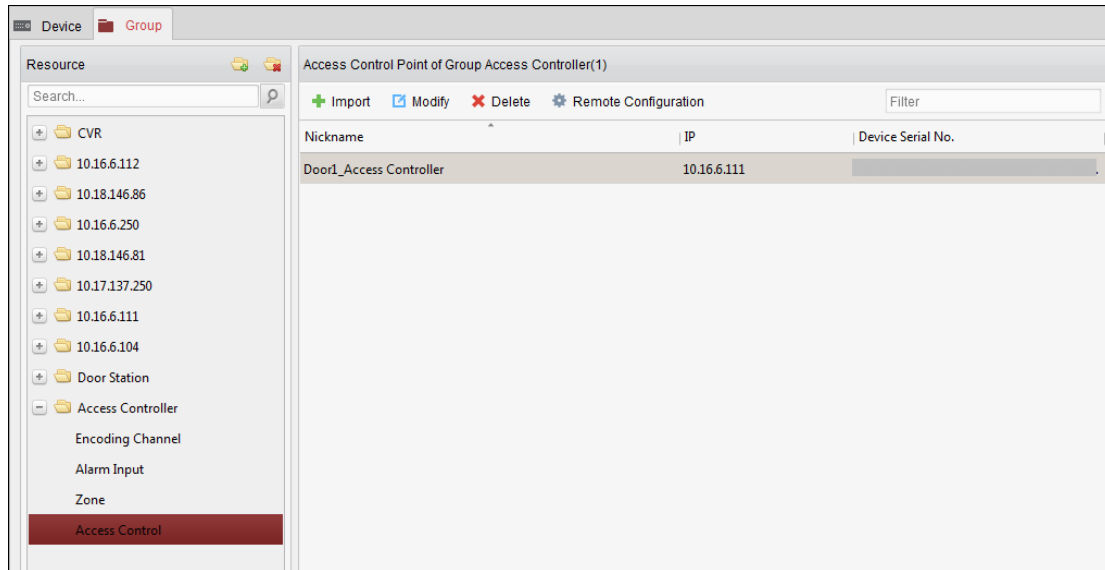 Device Group
Resource
Search...
CVR
10.16.6.112
10.18.146.86
10.16.6.250
10.18.146.81
10.17.137.250
10.16.6.111
10.16.6.104
Door Station
Access Controller
Encoding Channel
Alarm Input
Zone
Access Control
Access Control Point of Group Access Controller(1)
Import Modify Delete Remote Configuration Filter
Nickname IP Device Serial No.
Door1_Access Controller 10.16.6.111 .